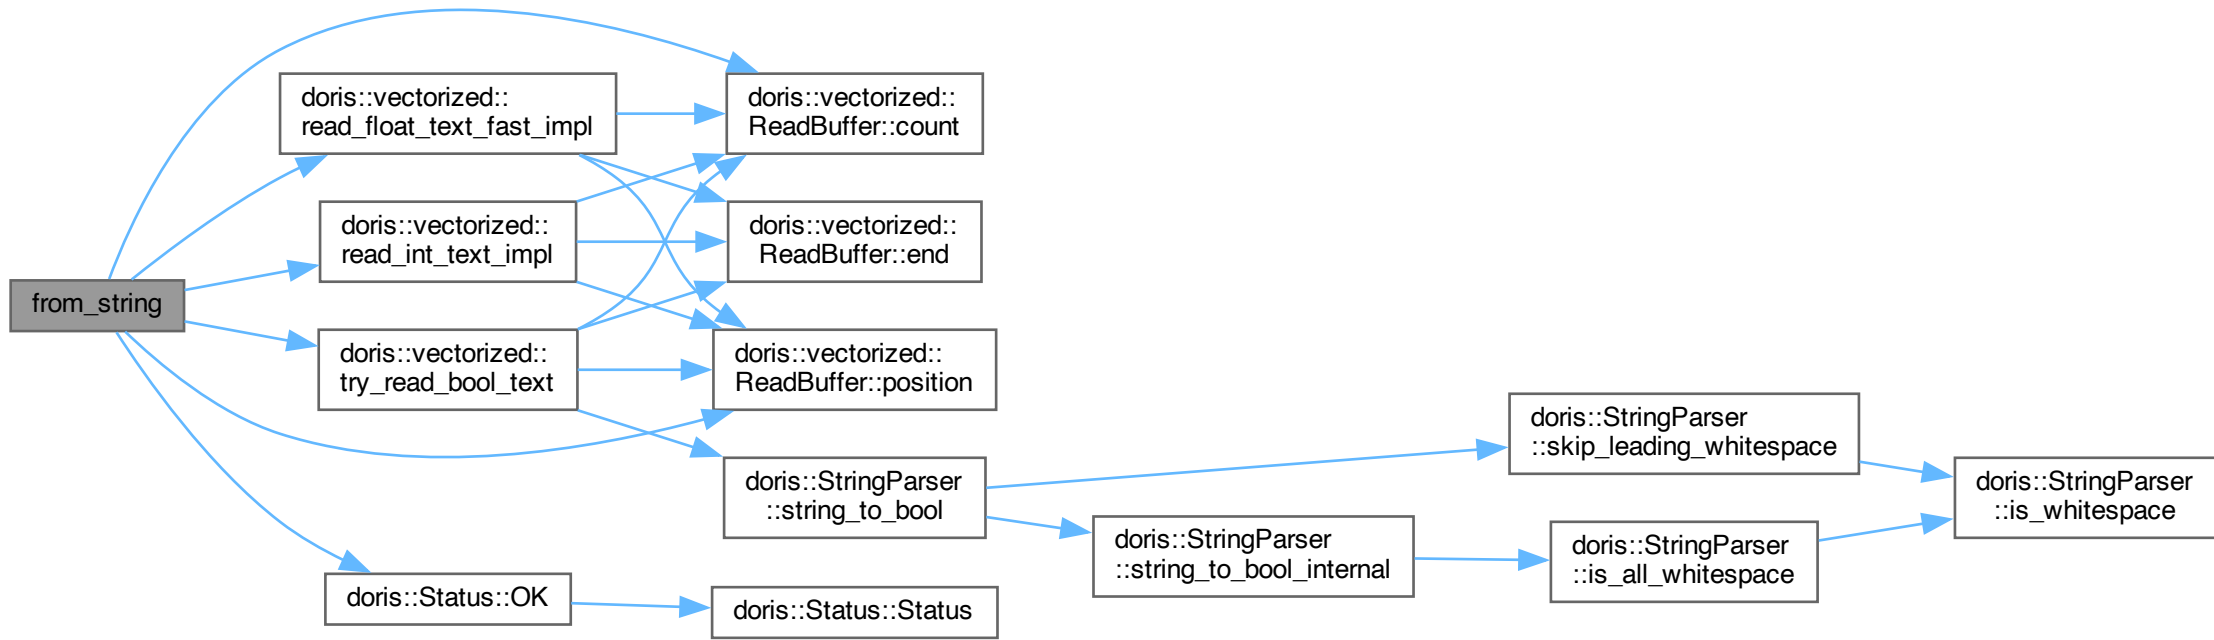 from_string
doris::vectorized::
read_float_text_fast_impl
doris::vectorized::
read_int_text_impl
doris::vectorized::
try_read_bool_text
doris::Status::OK
doris::vectorized::
ReadBuffer::count
doris::vectorized::
ReadBuffer::end
doris::vectorized::
ReadBuffer::position
doris::StringParser
::string_to_bool
doris::Status::Status
doris::StringParser
::string_to_bool_internal
doris::StringParser
::skip_leading_whitespace
doris::StringParser
::is_all_whitespace
doris::StringParser
::is_whitespace